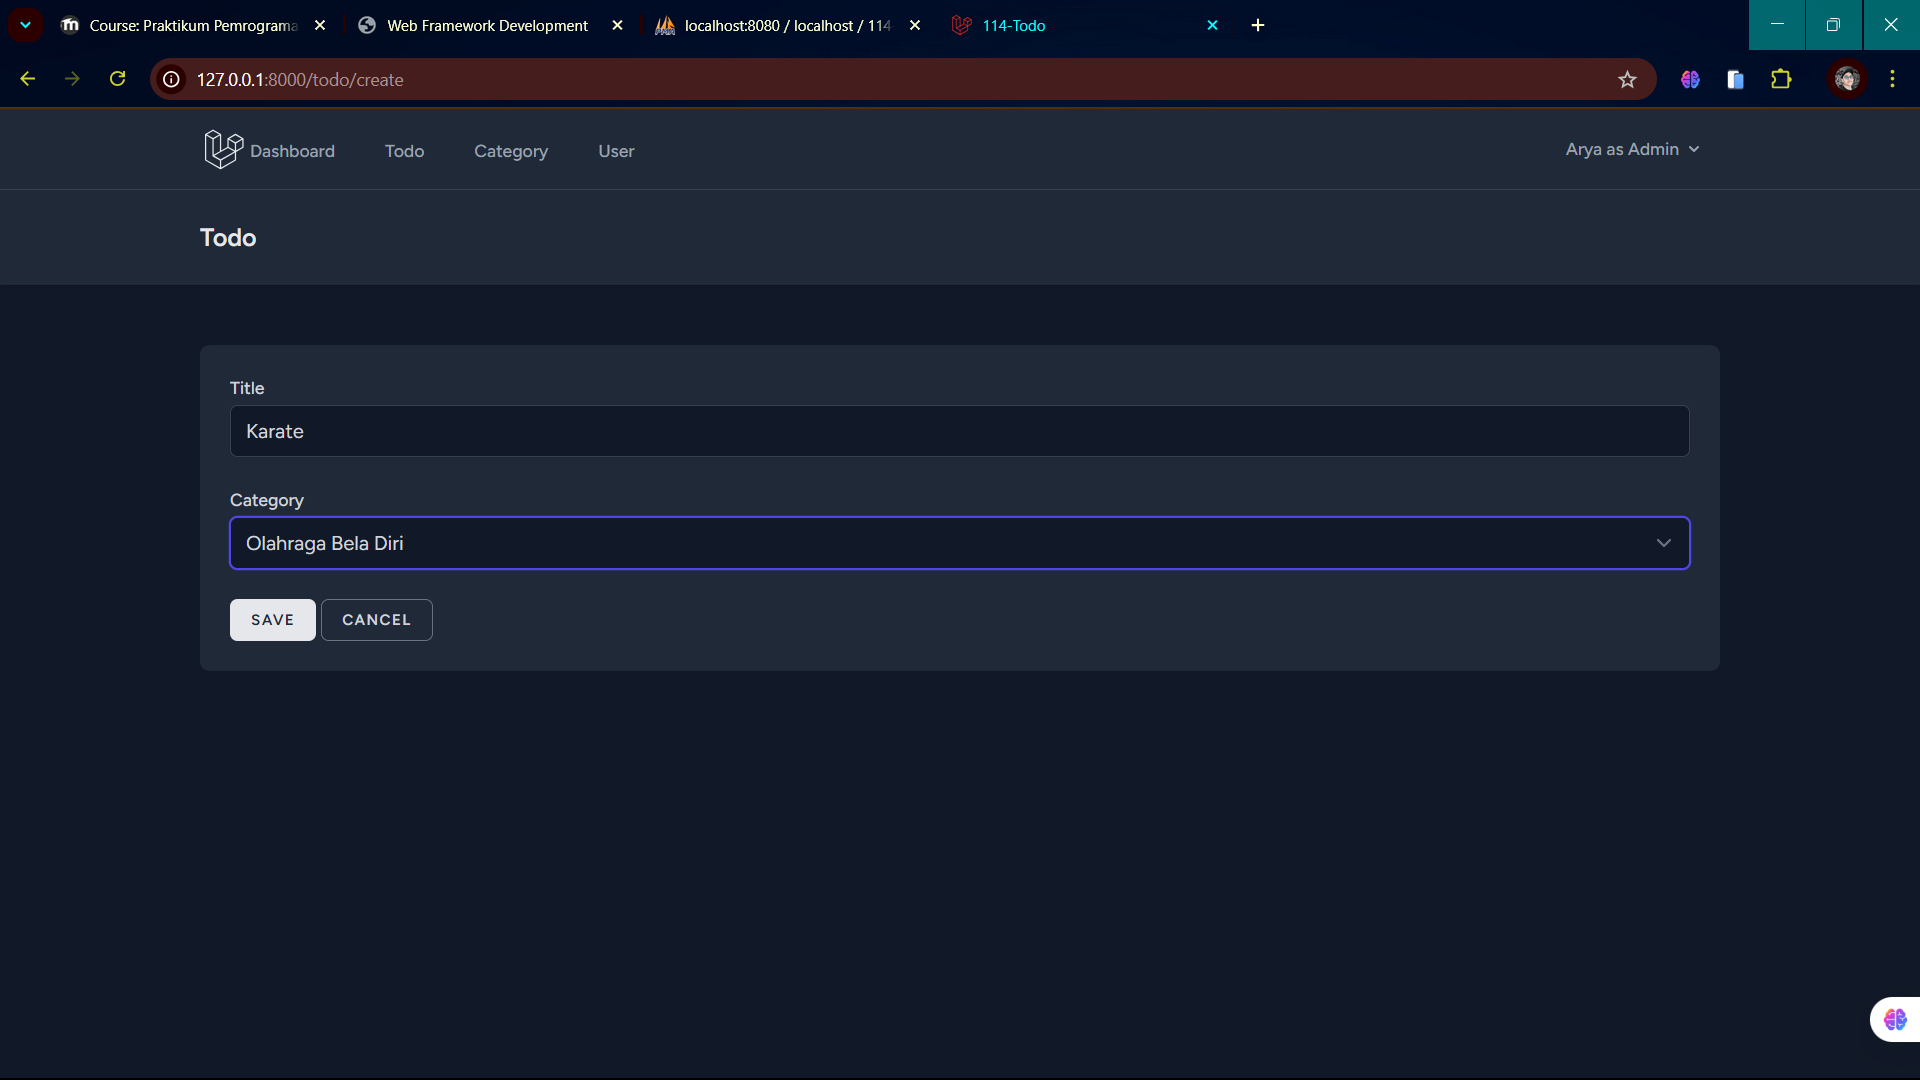 Course: Praktikum Pemrograma
Web Framework Development
localhost:8080 / localhost / 114
114-Todo
127.0.0.1:8000/todo/create
Dashboard
Todo
Category
User
Arya as Admin
Todo
Title
Karate
Category
Olahraga Bela Diri
SAVE
CANCEL